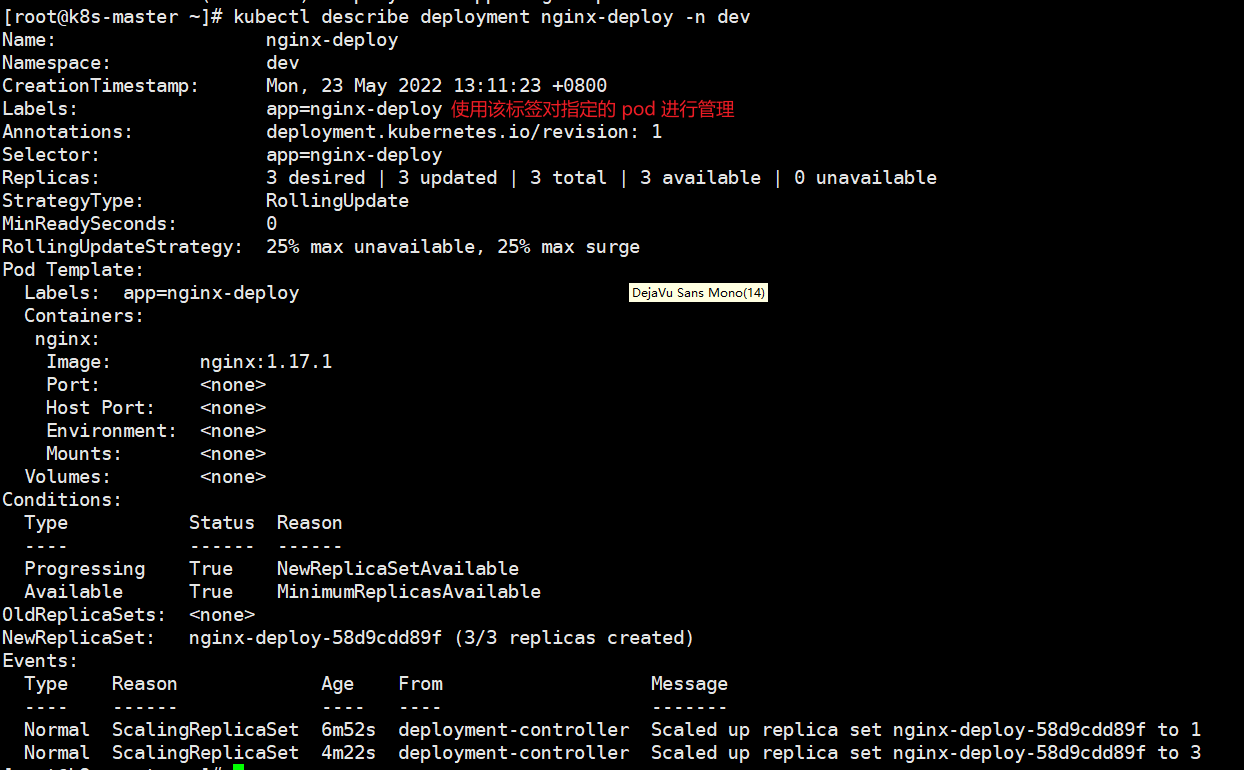 [root@k8s-master ~]# kubectl describe deployment nginx-deploy -n dev
Name:                   nginx-deploy
Namespace:              dev
CreationTimestamp:      Mon, 23 May 2022 13:11:23 +0800
Labels:                 app=nginx-deploy 使用该标签对指定的 pod 进行管理
Annotations:            deployment.kubernetes.io/revision: 1
Selector:               app=nginx-deploy
Replicas:               3 desired | 3 updated | 3 total | 3 available | 0 unavailable
StrategyType:           RollingUpdate
MinReadySeconds:        0
RollingUpdateStrategy:  25% max unavailable, 25% max surge
Pod Template:
  Labels:  app=nginx-deploy                              DejaVu Sans Mono(14)
  Containers:
   nginx:
    Image:        nginx:1.17.1
    Port:         <none>
    Host Port:    <none>
    Environment:  <none>
    Mounts:       <none>
  Volumes:        <none>
Conditions:
  Type           Status  Reason
  ----           ------  ------
  Progressing    True    NewReplicaSetAvailable
  Available      True    MinimumReplicasAvailable
OldReplicaSets:  <none>
NewReplicaSet:   nginx-deploy-58d9cdd89f (3/3 replicas created)
Events:
  Type    Reason             Age    From                   Message
  ----    ------             ----   ----                   -------
  Normal  ScalingReplicaSet  6m52s  deployment-controller  Scaled up replica set nginx-deploy-58d9cdd89f to 1
  Normal  ScalingReplicaSet  4m22s  deployment-controller  Scaled up replica set nginx-deploy-58d9cdd89f to 3